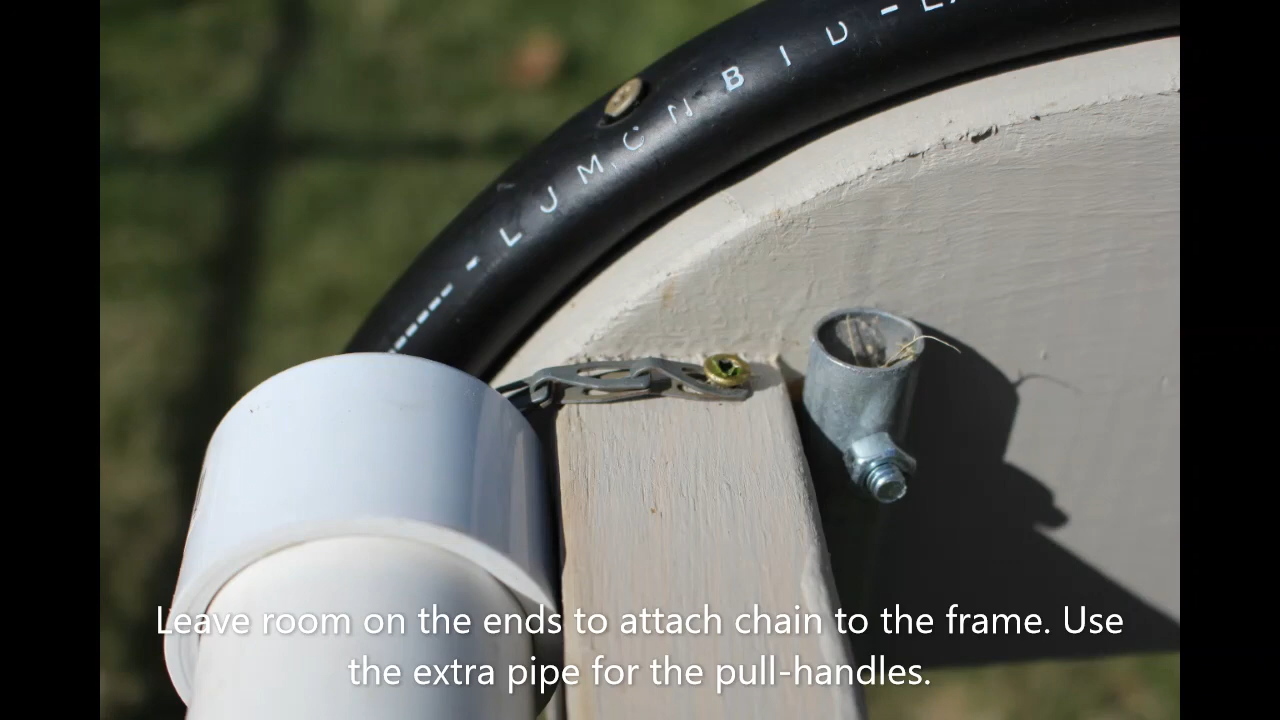 ------ - L J M, C N B I D -
Leave room on the ends to attach chain to the frame. Use
the extra pipe for the pull-handles.